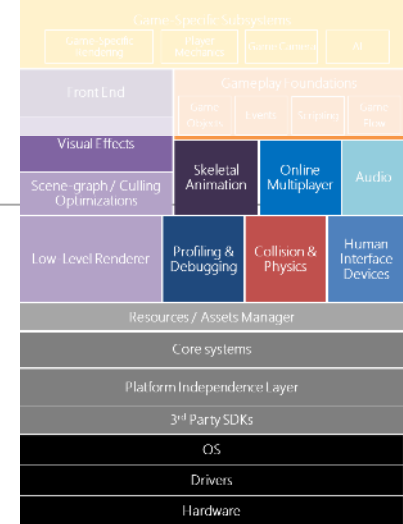 Game-Specific Subsystems
Game-Specific
Rendering
Player
Mechanics
Game Camera
AI
Front End
Gameplay Foundations
Game
Objects
Events
Scripting
Game
Flow
Visual Effects
Skeletal
Animation
Online
Multiplayer
Audio
Scene-graph / Culling
Optimizations
Low-Level Renderer
Profiling &
Debugging
Collision &
Physics
Human
Interface
Devices
Resources / Assets Manager
Core systems
Platform Independence Layer
3rd Party SDKs
OS
Drivers
Hardware